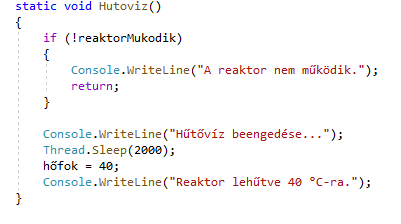 static void Hutoviz()
{
if (!reaktorMukodik)
{
Console.WriteLine("A reaktor nem működik.");
return;
}
Console.WriteLine("Hűtővíz beengedése...");
Thread.Sleep(2000);
hőfok = 40;
Console.WriteLine("Reaktor lehűtve 40 °C-ra.");
}